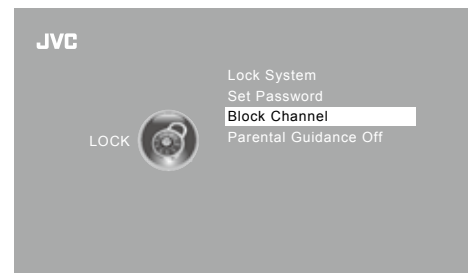 JVC
Lock System
Set Password
Block Channel
LOCK
Parental Guidance Off